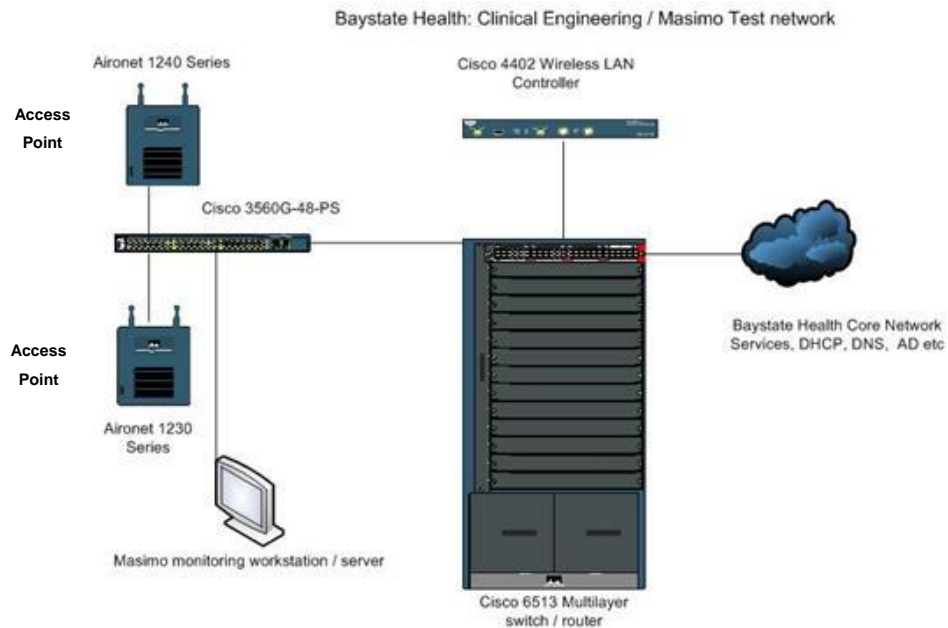 Baystate Health: Clinical Engineering / Masimo Test network
Aironet 1240 Series
Cisco 4402 Wireless LAN
Controller
Access
Point
Cisco 3560G-48-PS
Baystate Health Core Network
Services, DHCP, DNS, AD etc
Access
Point
Aironet 1230
Series
Masimo monitoring workstation / server
Cisco 6513 Multilayer
switch / router